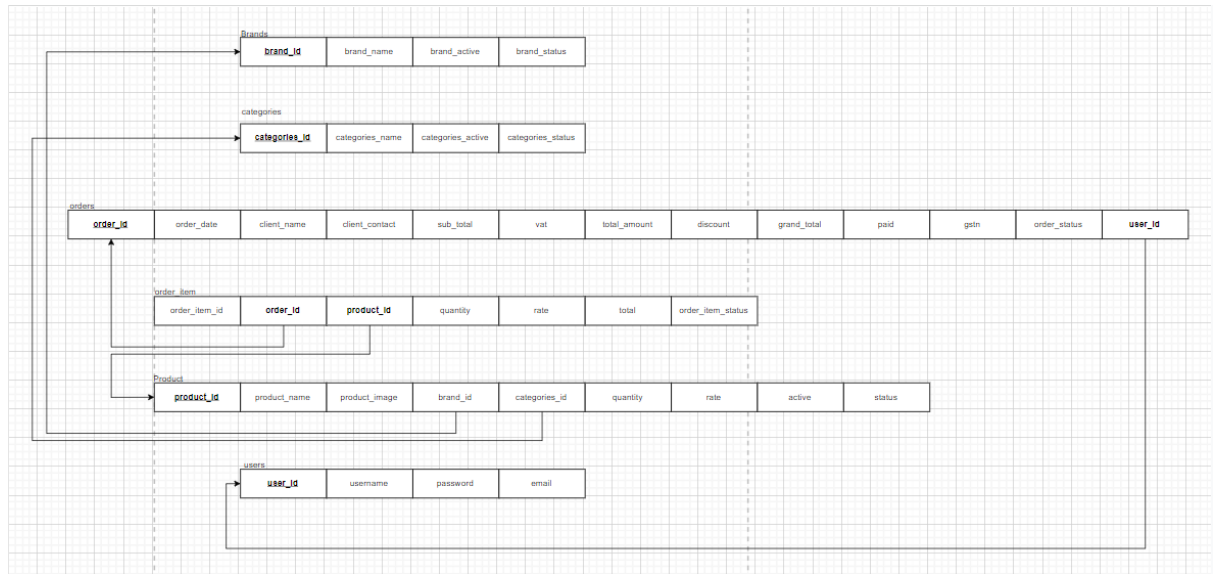 Brands
brand_id brand_name brand_active brand_status
categories
categories_id categories_name categories_active categories_status
orders
order_id order_date client_name client_contact sub_total vat total_amount discount grand_total paid gstn order_status user_id
order_item
order_item_id order_id product_id quantity rate total order_item_status
Product
product_id product_name product_image brand_id categories_id quantity rate active status
users
user_id username password email